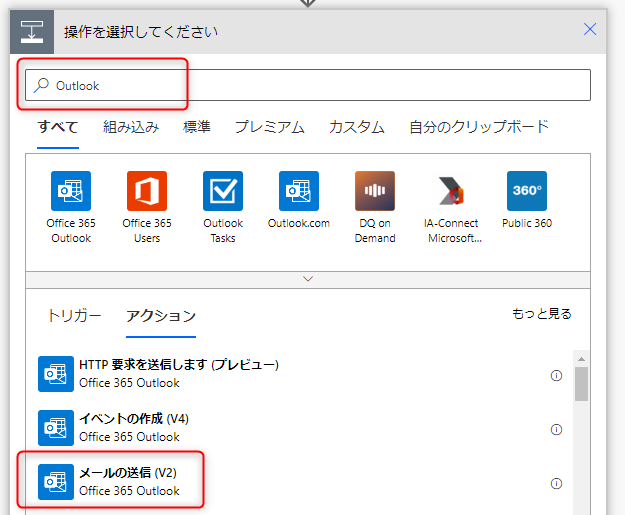 操作を選択してください
Outlook
すべて 組み込み 標準 プレミアム カスタム 自分のクリップボード
Office 365 Outlook
Office 365 Users
Outlook Tasks
Outlook.com
DQ on Demand
IA-Connect Microsoft...
360°
Public 360
トリガー アクション もっと見る
HTTP 要求を送信します (プレビュー)
Office 365 Outlook
イベントの作成 (V4)
Office 365 Outlook
メールの送信 (V2)
Office 365 Outlook